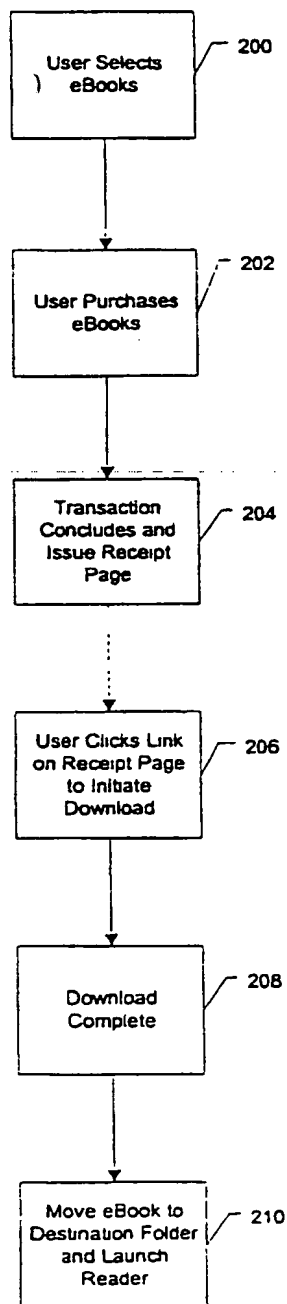 User Selects
eBooks
200
User Purchases
eBooks
202
Transaction
Concludes and
Issue Receipt
Page
204
User Clicks Link
on Receipt Page
to Initiate
Download
206
Download
Complete
208
Move eBook to
Destination Folder
and Launch
Reader
210